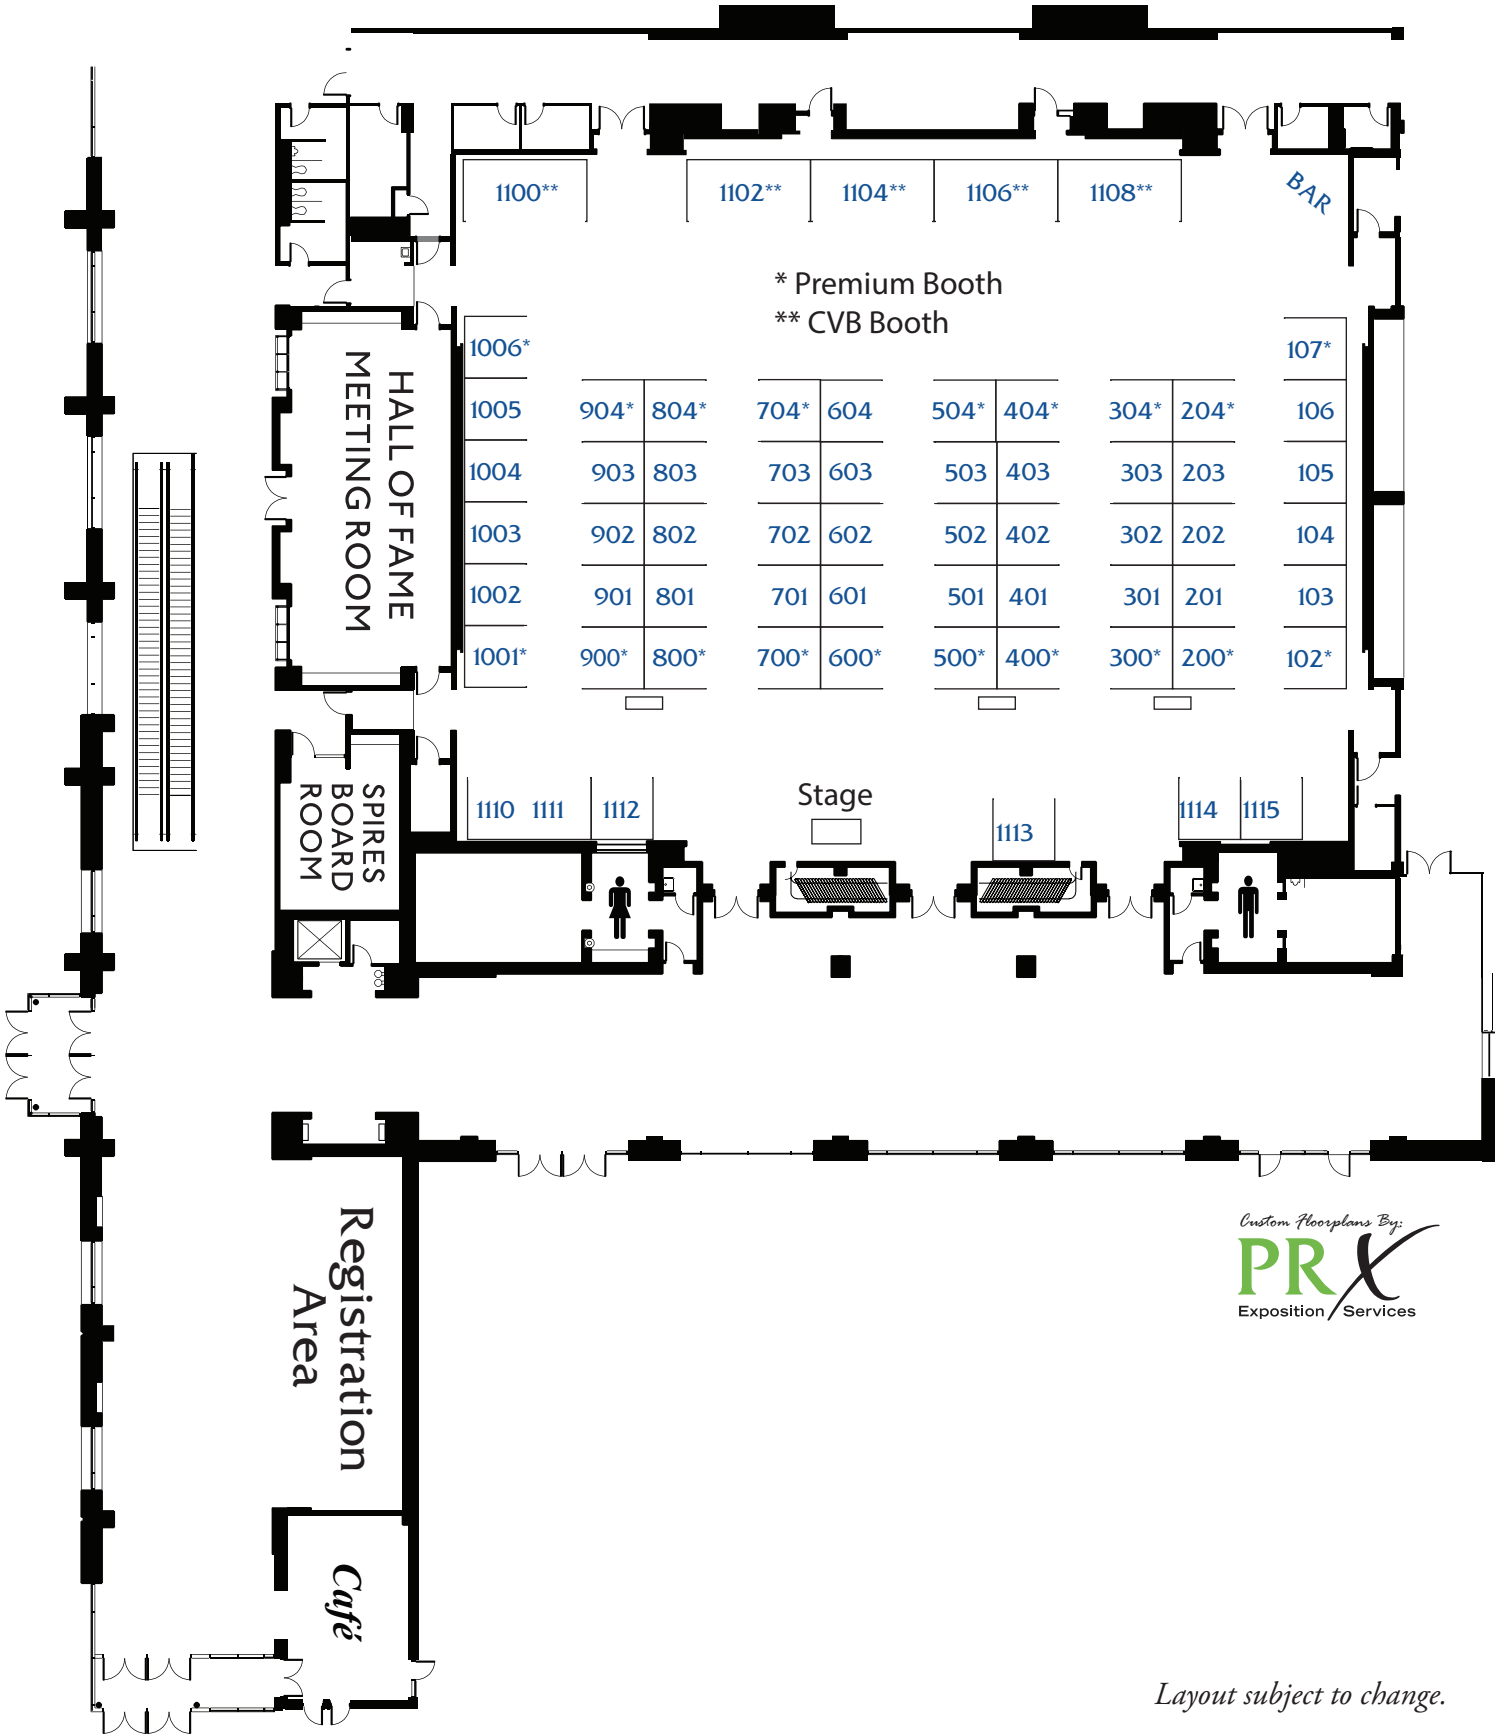 1100** 1102** 1104** 1106** 1108** BAR
* Premium Booth
** CVB Booth
1006* 107*
1005 904* 804* 704* 604 504* 404* 304* 204* 106
1004 903 803 703 603 503 403 303 203 105
1003 902 802 702 602 502 402 302 202 104
1002 901 801 701 601 501 401 301 201 103
1001* 900* 800* 700* 600* 500* 400* 300* 200* 102*
HALL OF FAME
MEETING ROOM
Stage
1110 1111 1112 1113 1114 1115
SPIRES
BOARD
ROOM
Registration
Area
Custom Floorplans By:
PRX
Exposition Services
Café
Layout subject to change.